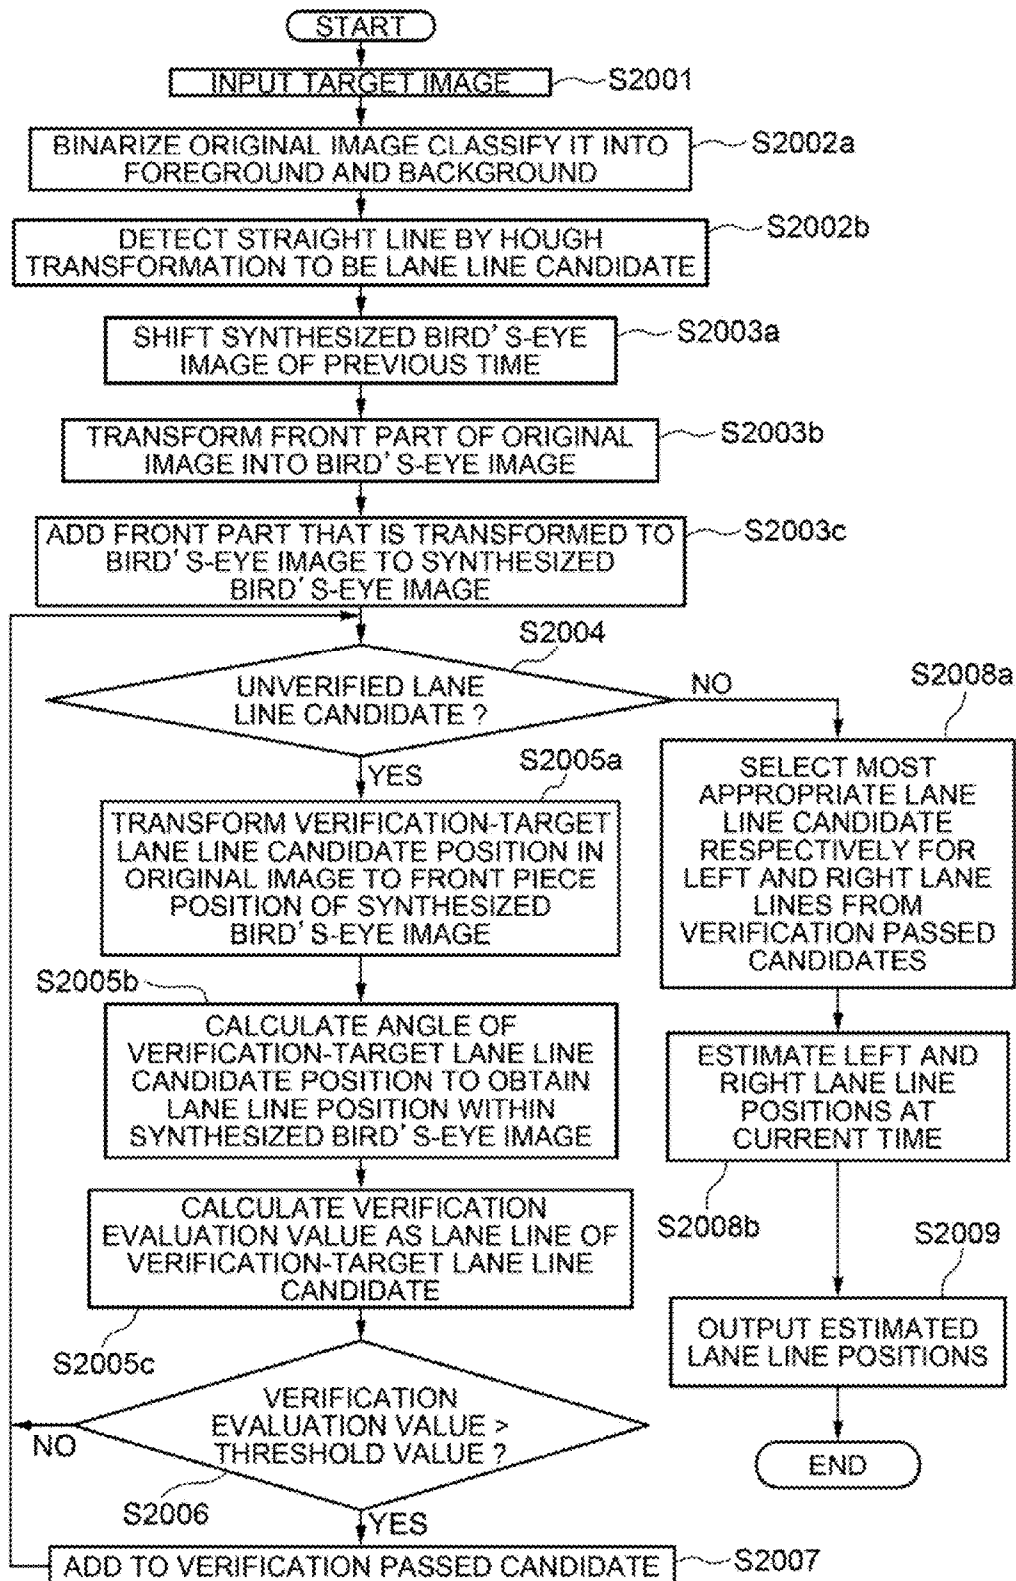 START
INPUT TARGET IMAGE
S2001
BINARIZE ORIGINAL IMAGE CLASSIFY IT INTO
FOREGROUND AND BACKGROUND
S2002a
DETECT STRAIGHT LINE BY HOUGH
TRANSFORMATION TO BE LANE LINE CANDIDATE
S2002b
SHIFT SYNTHESIZED BIRD'S-EYE
IMAGE OF PREVIOUS TIME
S2003a
TRANSFORM FRONT PART OF ORIGINAL
IMAGE INTO BIRD'S-EYE IMAGE
S2003b
ADD FRONT PART THAT IS TRANSFORMED TO
BIRD'S-EYE IMAGE TO SYNTHESIZED
BIRD'S-EYE IMAGE
S2003c
S2004
UNVERIFIED LANE
LINE CANDIDATE ?
NO
YES
S2005a
TRANSFORM VERIFICATION-TARGET
LANE LINE CANDIDATE POSITION IN
ORIGINAL IMAGE TO FRONT PIECE
POSITION OF SYNTHESIZED
BIRD'S-EYE IMAGE
S2005b
CALCULATE ANGLE OF
VERIFICATION-TARGET LANE LINE
CANDIDATE POSITION TO OBTAIN
LANE LINE POSITION WITHIN
SYNTHESIZED BIRD'S-EYE IMAGE
CALCULATE VERIFICATION
EVALUATION VALUE AS LANE LINE OF
VERIFICATION-TARGET LANE LINE
CANDIDATE
S2005c
VERIFICATION
EVALUATION VALUE >
THRESHOLD VALUE ?
NO
S2006
YES
ADD TO VERIFICATION PASSED CANDIDATE
S2007
S2008a
SELECT MOST
APPROPRIATE LANE
LINE CANDIDATE
RESPECTIVELY FOR
LEFT AND RIGHT LANE
LINES FROM
VERIFICATION PASSED
CANDIDATES
ESTIMATE LEFT AND
RIGHT LANE LINE
POSITIONS AT
CURRENT TIME
S2008b
S2009
OUTPUT ESTIMATED
LANE LINE POSITIONS
END